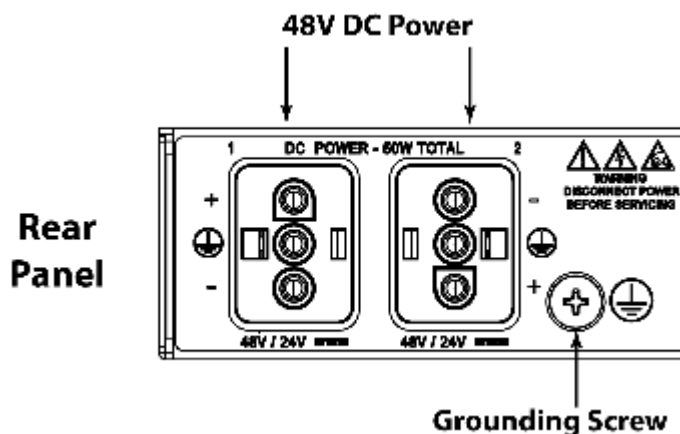 48V DC Power
1 DC POWER - 60W TOTAL 2
WARNING
DISCONNECT POWER
BEFORE SERVICING
+ -
Rear
Panel
- +
48V / 24V 48V / 24V
Grounding Screw